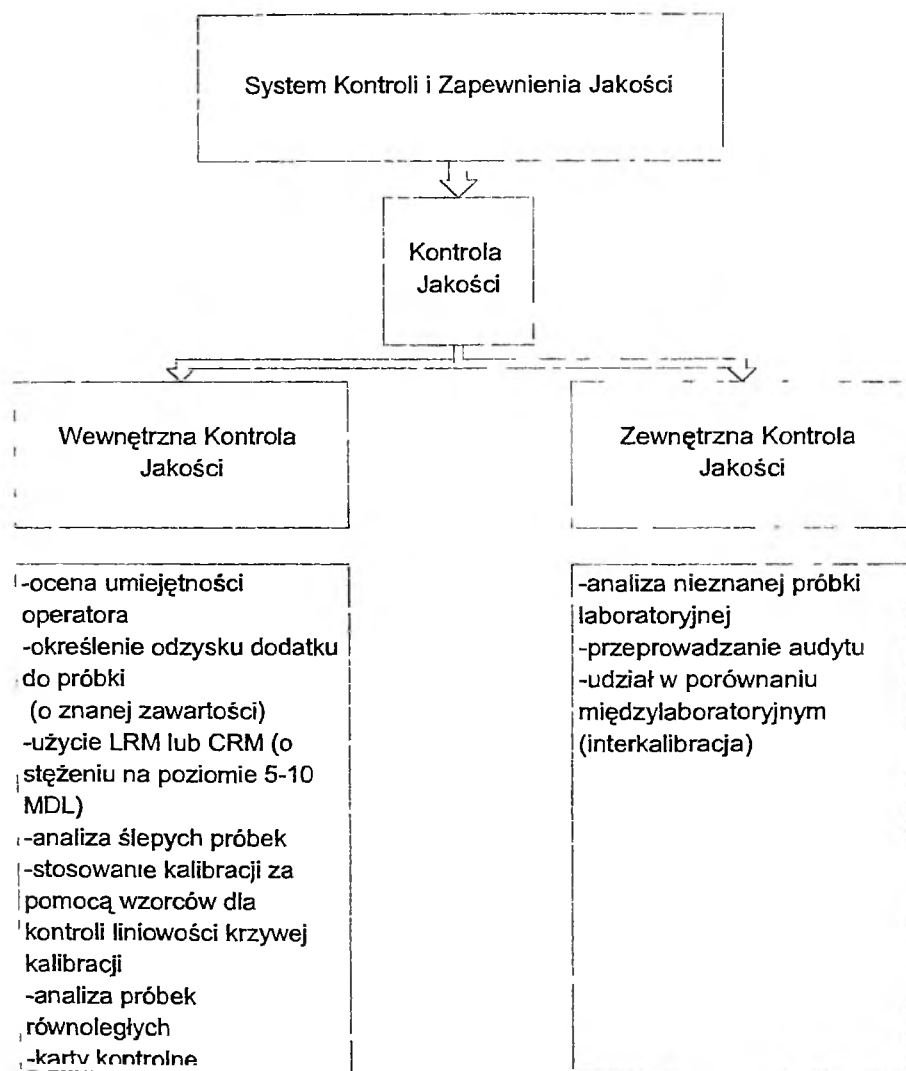 System Kontroli i Zapewnienia Jakości
Kontrola
Jakości
Wewnętrzna Kontrola
Jakości
Zewnętrzna Kontrola
Jakości
-ocena umiejętności
operatora
-określenie odzysku dodatku
do próbki
(o znanej zawartości)
-użycie LRM lub CRM (o
stężeniu na poziomie 5-10
MDL)
-analiza ślepych próbek
-stosowanie kalibracji za
pomocą wzorców dla
kontroli liniowości krzywej
kalibracji
-analiza próbek
równoległych
-karty kontrolne
-analiza nieznanej próbki
laboratoryjnej
-przeprowadzanie audytu
-udział w porównaniu
międzylaboratoryjnym
(interkalibracja)